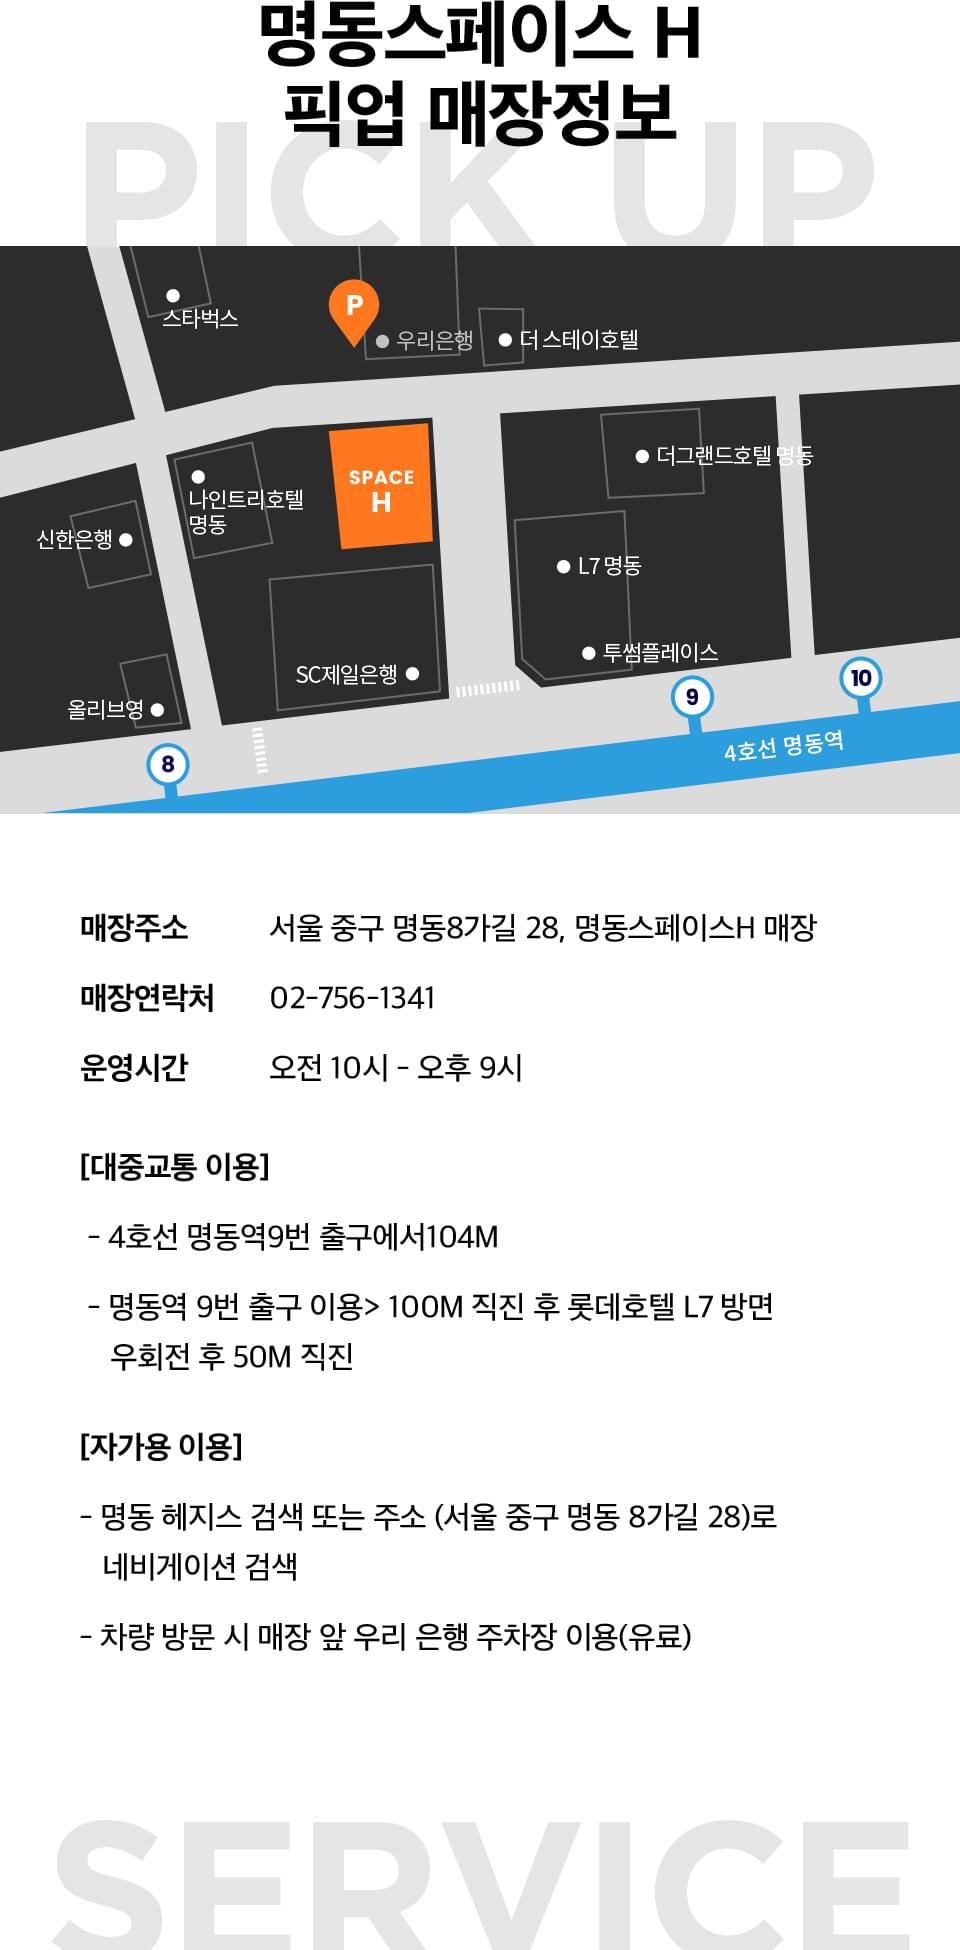 명동스페이스 H
픽업 매장정보
PICK UP
스타벅스
P
우리은행
더 스테이호텔
SPACE
H
더그랜드호텔 명동
나인트리호텔
명동
신한은행
L7 명동
투썸플레이스
SC제일은행
올리브영
8
9
10
4호선 명동역
매장주소 서울 중구 명동8가길 28, 명동스페이스H 매장
매장연락처 02-756-1341
운영시간 오전 10시 - 오후 9시
[대중교통 이용]
- 4호선 명동역9번 출구에서104M
- 명동역 9번 출구 이용> 100M 직진 후 롯데호텔 L7 방면
우회전 후 50M 직진
[자가용 이용]
- 명동 헤지스 검색 또는 주소 (서울 중구 명동 8가길 28)로
네비게이션 검색
- 차량 방문 시 매장 앞 우리 은행 주차장 이용(유료)
SERVICE